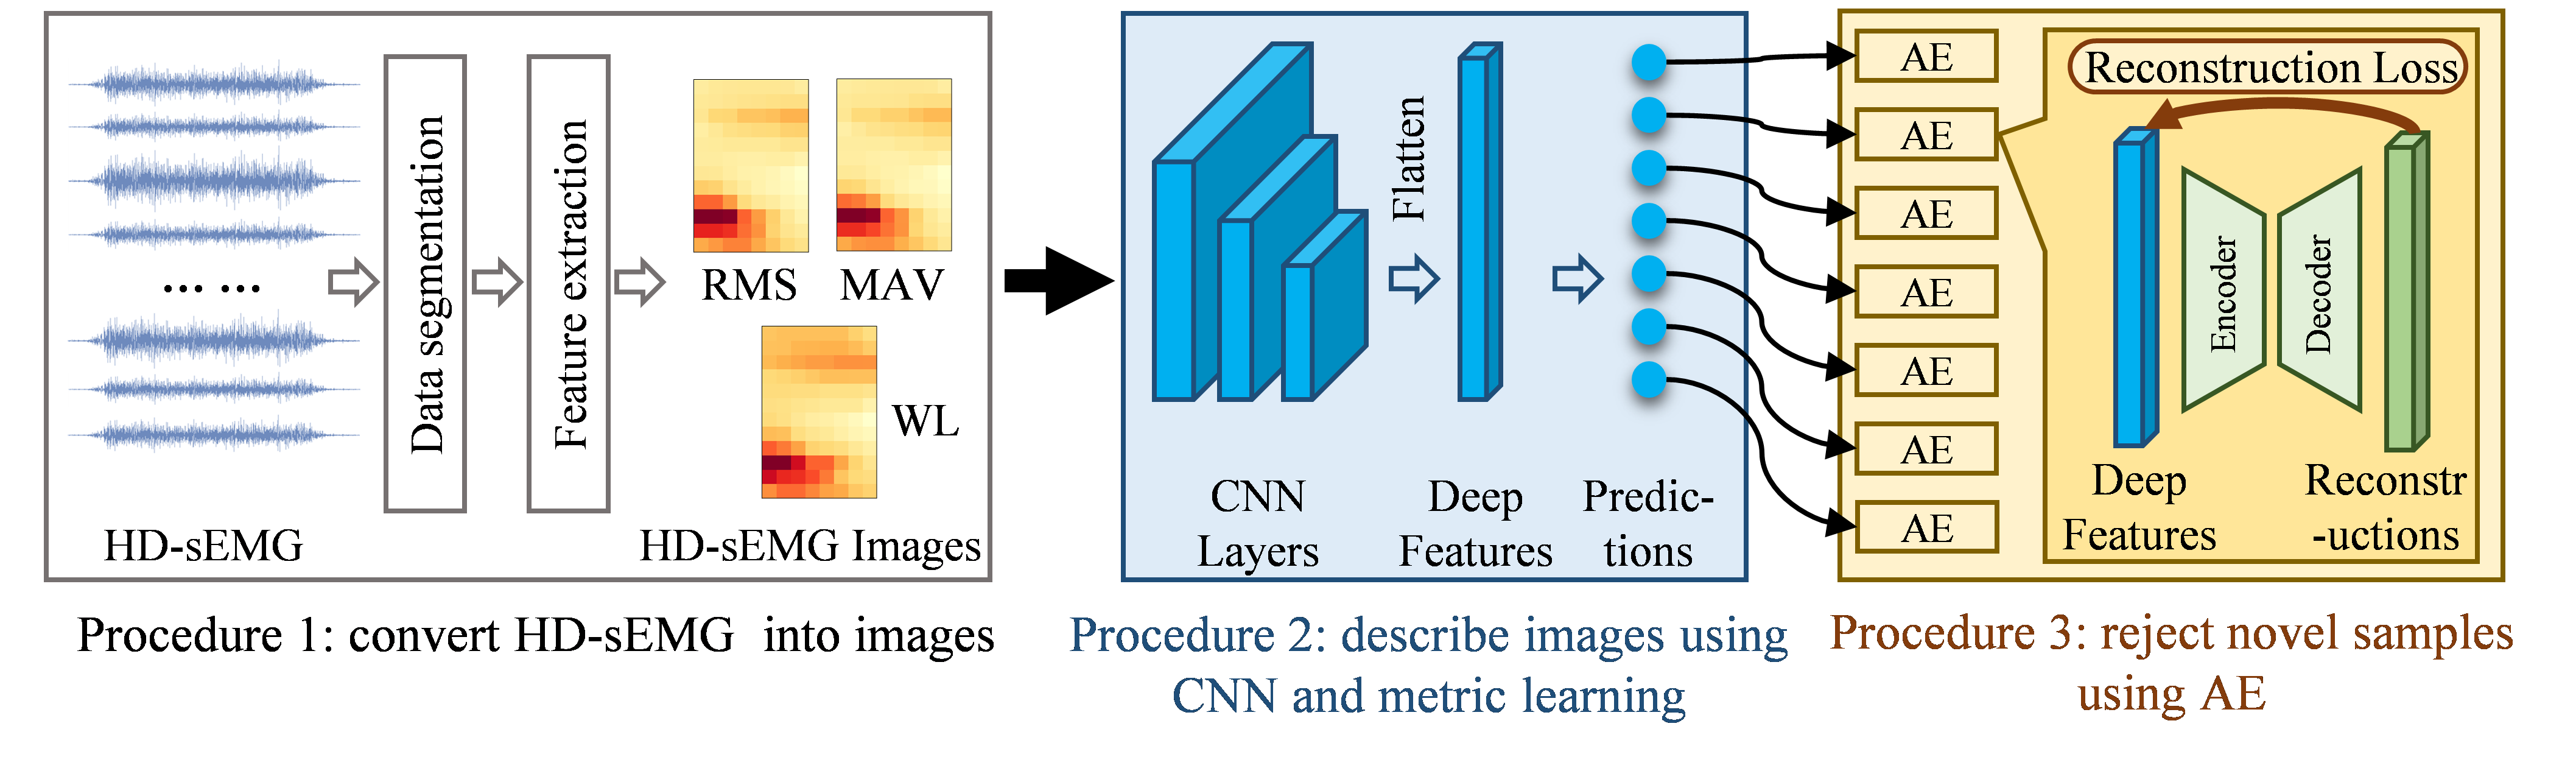 HD-sEMG
... ...
Data segmentation
Feature extraction
RMS
MAV
WL
HD-sEMG Images
Procedure 1: convert HD-sEMG  into images
CNN
Layers
Flatten
Deep
Features
Predic-
tions
Procedure 2: describe images using
CNN and metric learning
AE
AE
AE
AE
AE
AE
AE
Reconstruction Loss
Encoder
Decoder
Deep
Features
Reconstr
-uctions
Procedure 3: reject novel samples
using AE